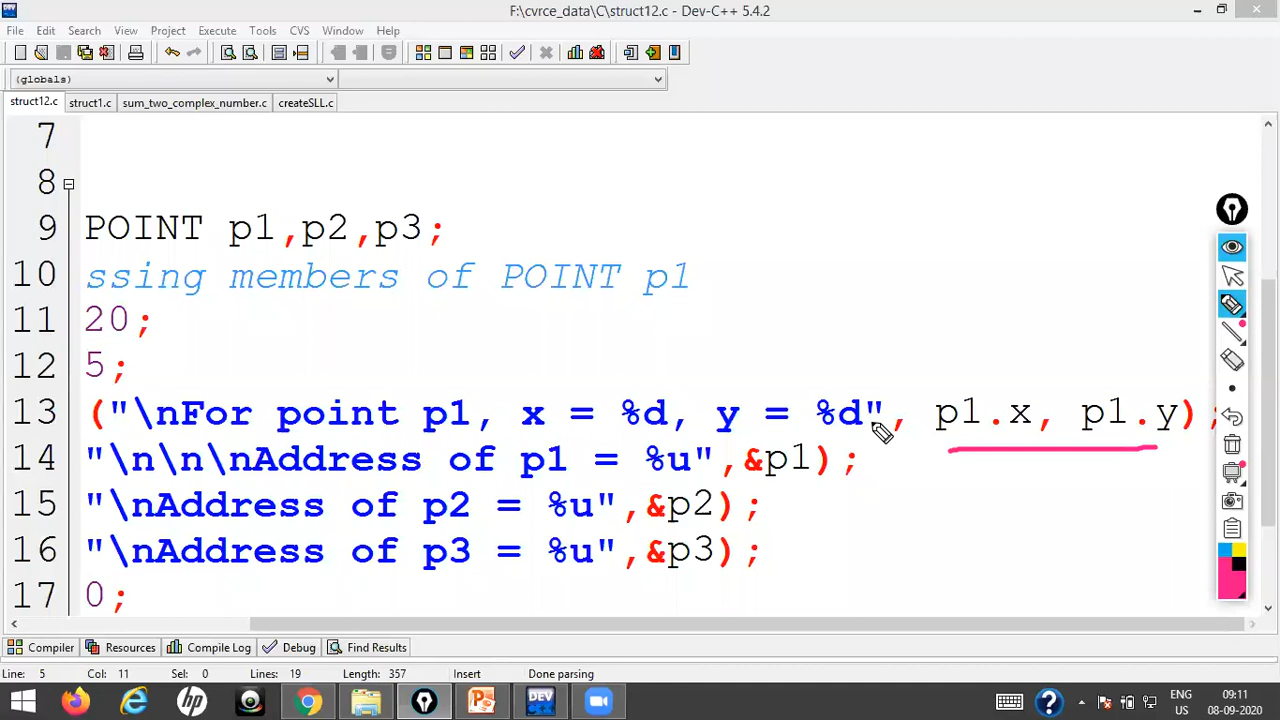 F:\cvrce_data\C\struct12.c - Dev-C++ 5.4.2
File Edit Search View Project Execute Tools CVS Window Help
(globals)
struct12.c struct1.c sum_two_complex_number.c createSLL.c
7
8
9 POINT p1,p2,p3;
10 ssing members of POINT p1
11 20;
12 5;
13 ("\nFor point p1, x = %d, y = %d", p1.x, p1.y);
14 "\n\n\nAddress of p1 = %u",&p1);
15 "\nAddress of p2 = %u",&p2);
16 "\nAddress of p3 = %u",&p3);
17 0;
Compiler Resources Compile Log Debug Find Results
Line: 5 Col: 11 Sel: 0 Lines: 19 Length: 357 Insert Done parsing
hp DEV ENG 09:11
US 08-09-2020